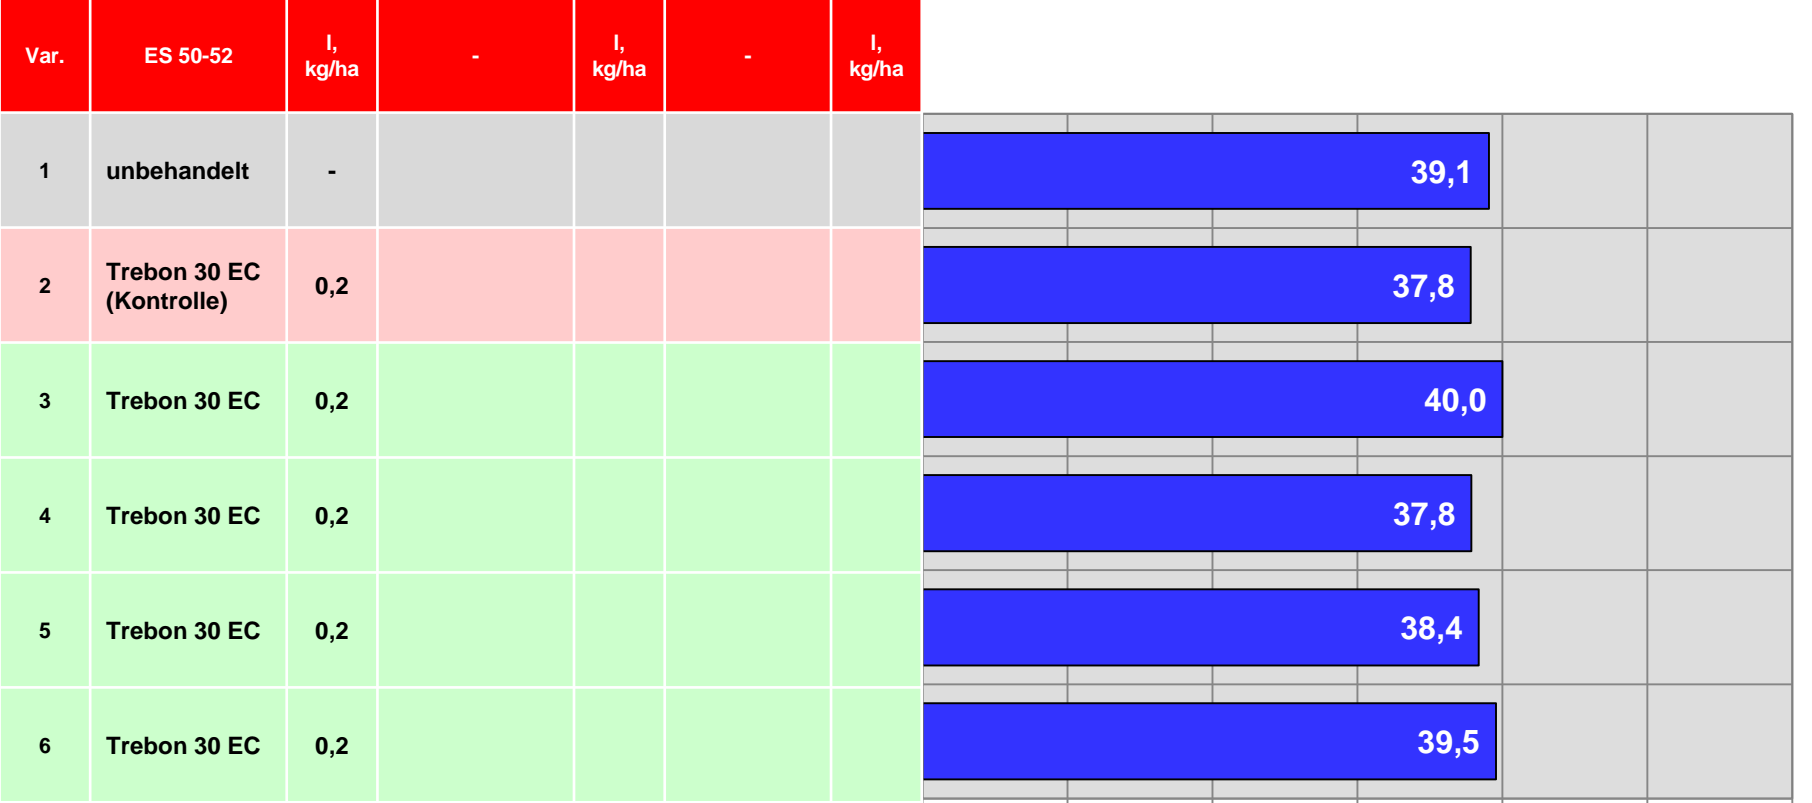 Var. ES 50-52 l, kg/ha - l, kg/ha - l, kg/ha
1 unbehandelt - 39,1
2 Trebon 30 EC (Kontrolle) 0,2 37,8
3 Trebon 30 EC 0,2 40,0
4 Trebon 30 EC 0,2 37,8
5 Trebon 30 EC 0,2 38,4
6 Trebon 30 EC 0,2 39,5